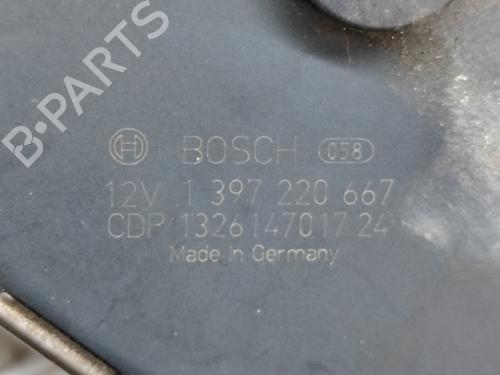 B-PARTS
BOSCH 058
12V 1 397 220 667
CDP 1326147017 24
Made in Germany